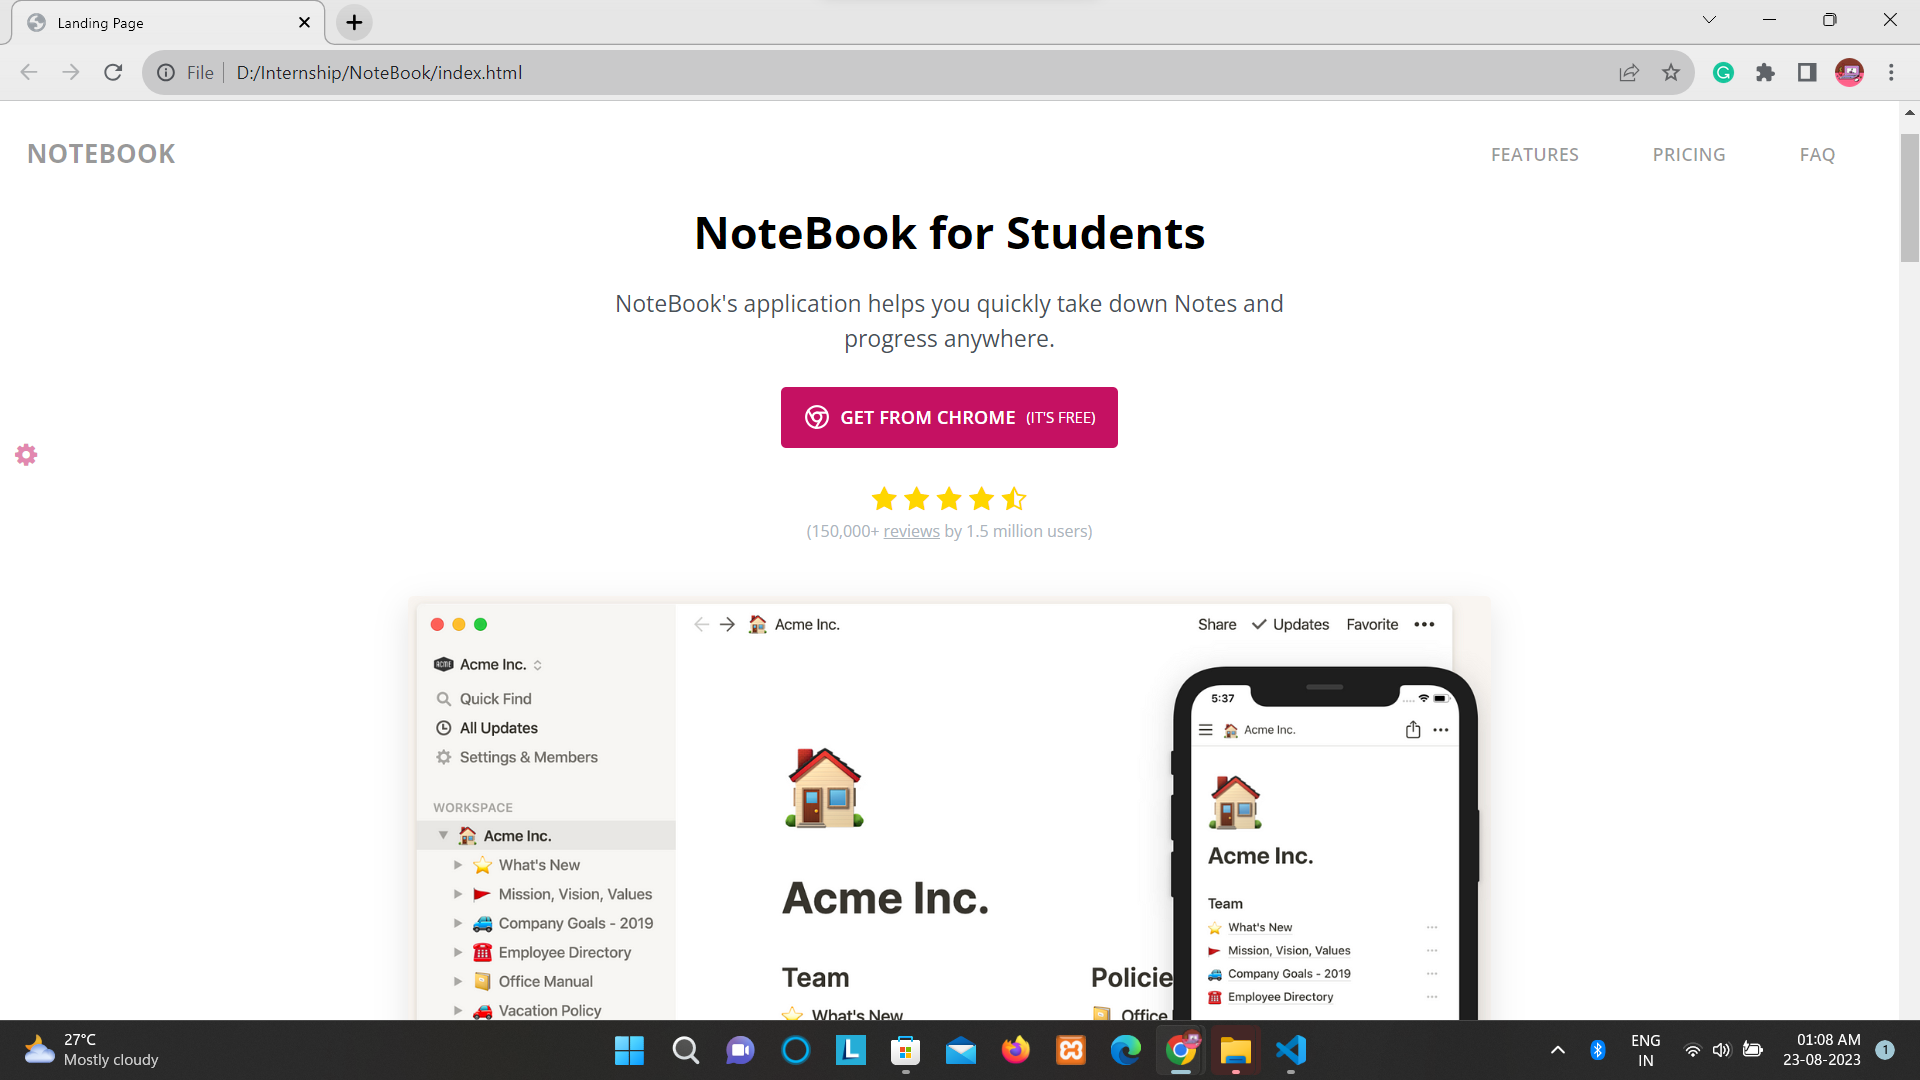 Landing Page
File
D:/Internship/NoteBook/index.html
NOTEBOOK
FEATURES
PRICING
FAQ
NoteBook for Students
NoteBook's application helps you quickly take down Notes and
progress anywhere.
GET FROM CHROME (IT'S FREE)
(150,000+ reviews by 1.5 million users)
Acme Inc.
Share
Updates
Favorite
ACME Acme Inc.
Quick Find
All Updates
Settings & Members
WORKSPACE
Acme Inc.
What's New
Mission, Vision, Values
Company Goals - 2019
Employee Directory
Office Manual
Vacation Policy
Acme Inc.
Team
What's New
Policie
Office
5:37
Acme Inc.
Acme Inc.
Team
What's New
Mission, Vision, Values
Company Goals - 2019
Employee Directory
27°C
Mostly cloudy
L
ENG
IN
01:08 AM
23-08-2023
1